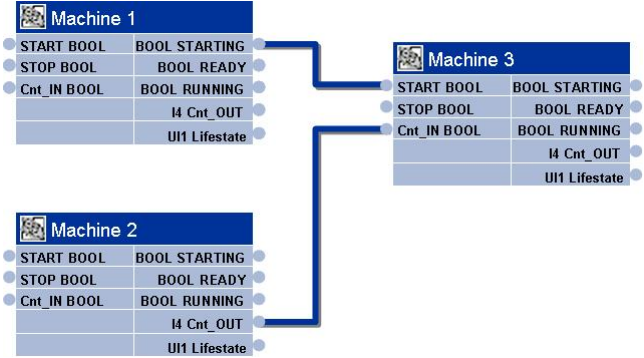 Machine 1
START BOOL BOOL STARTING
STOP BOOL BOOL READY
Cnt_IN BOOL BOOL RUNNING
I4 Cnt_OUT
UI1 Lifestate
Machine 3
START BOOL BOOL STARTING
STOP BOOL BOOL READY
Cnt_IN BOOL BOOL RUNNING
I4 Cnt_OUT
UI1 Lifestate
Machine 2
START BOOL BOOL STARTING
STOP BOOL BOOL READY
Cnt_IN BOOL BOOL RUNNING
I4 Cnt_OUT
UI1 Lifestate